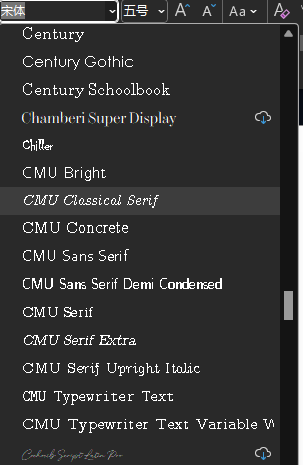 宋体 五号 A A Aa A
Century
Century Gothic
Century Schoolbook
Chamberi Super Display
Chiller
CMU Bright
CMU Classical Serif
CMU Concrete
CMU Sans Serif
CMU Sans Serif Demi Condensed
CMU Serif
CMU Serif Extra
CMU Serif Upright Italic
CMU Typewriter Text
CMU Typewriter Text Variable W
Cochocib Script Latin Pro